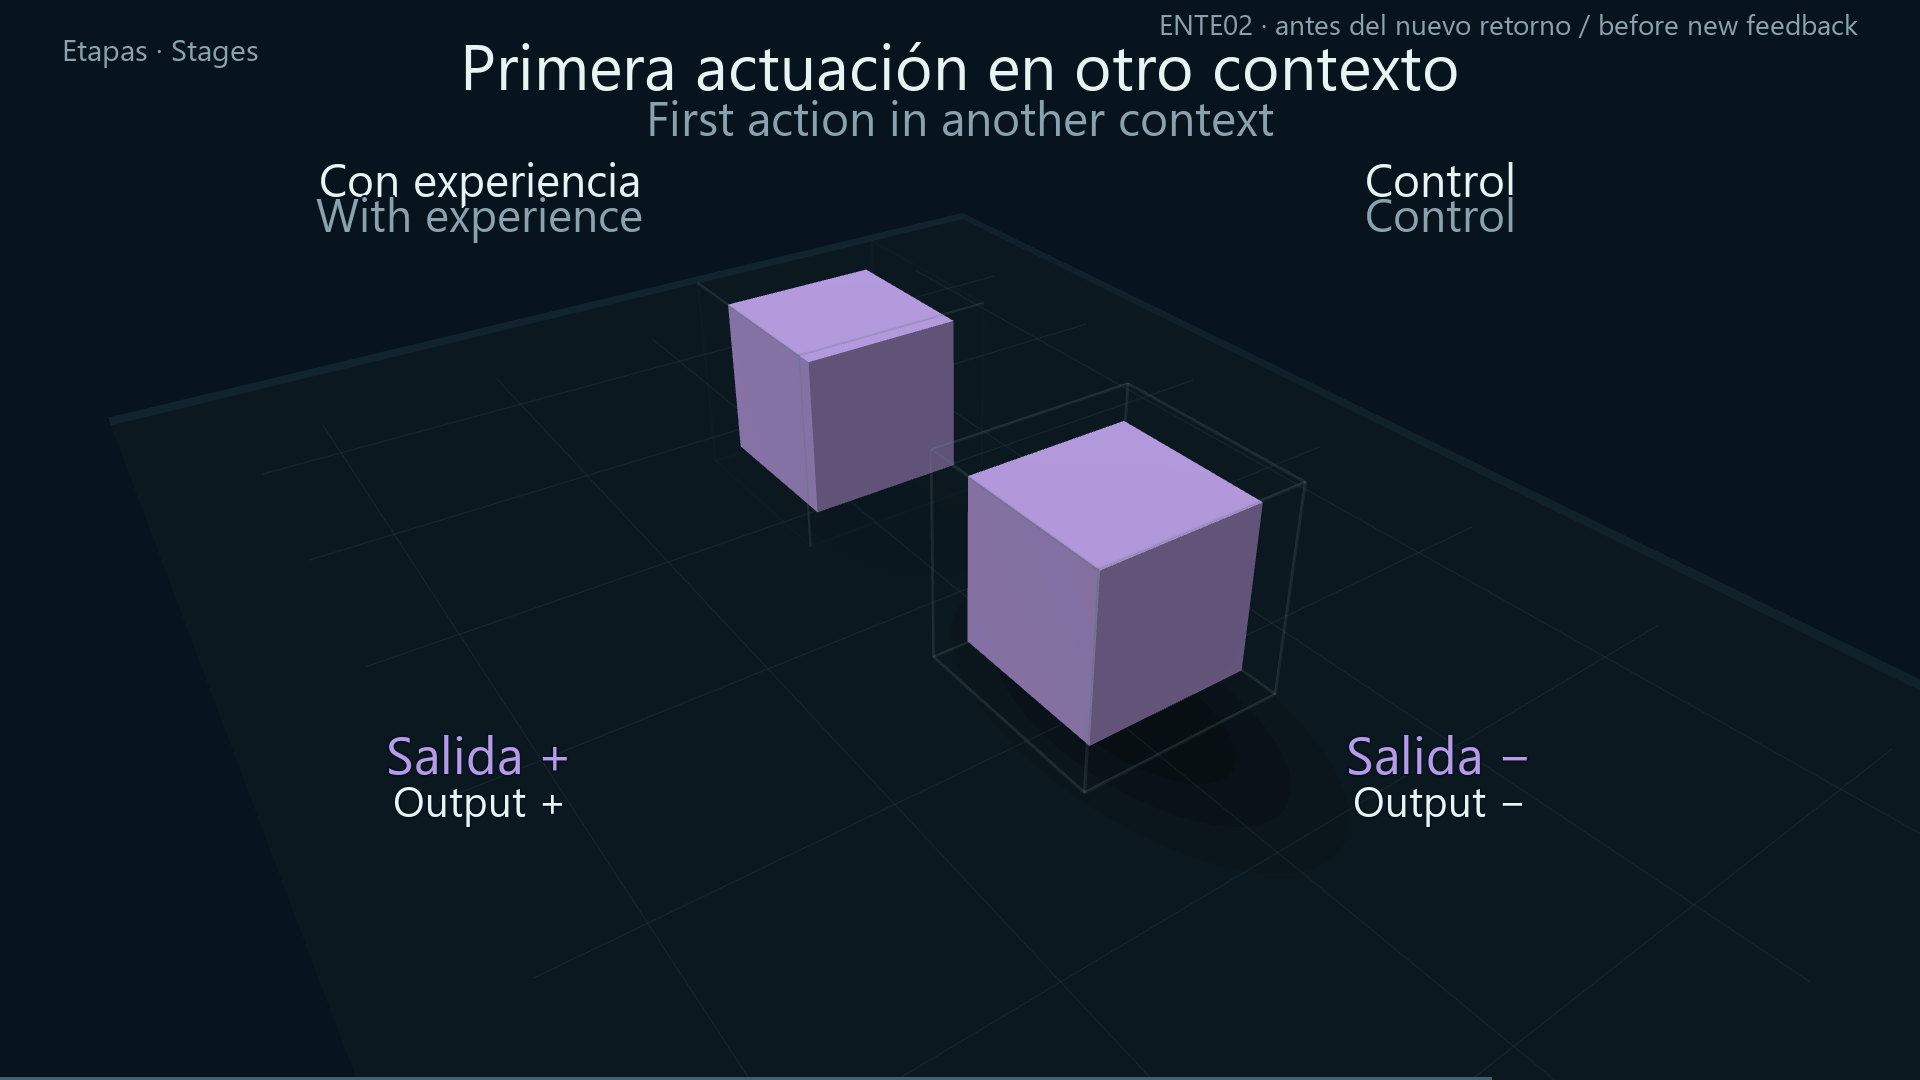 ENTE02 · antes del nuevo retorno / before new feedback
Etapas · Stages
Primera actuación en otro contexto
First action in another context
Con experiencia
With experience
Control
Control
Salida +
Output +
Salida −
Output −